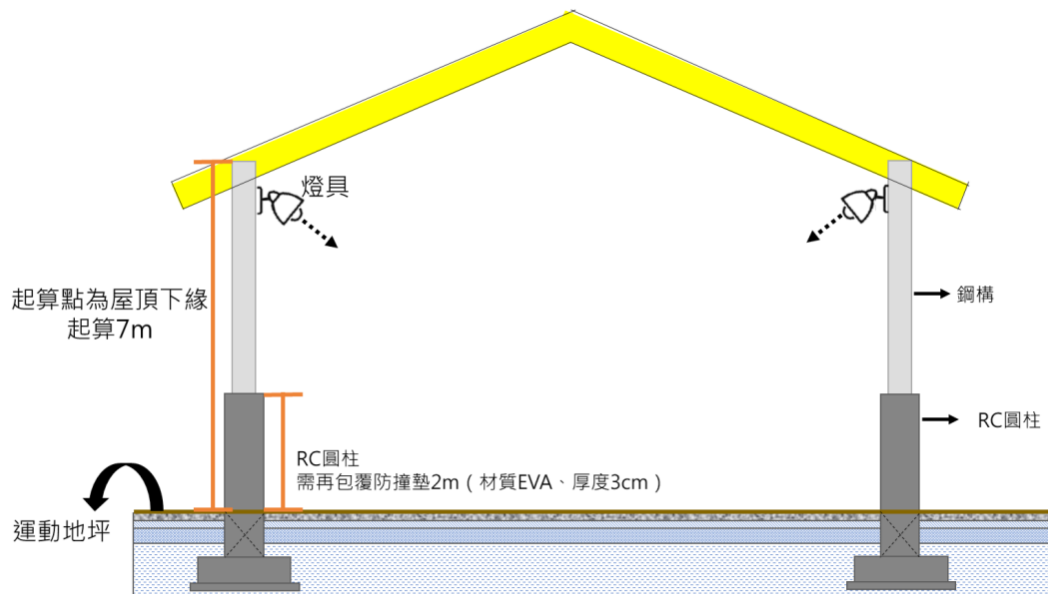 燈具
起算點為屋頂下緣
起算7m
鋼構
RC圓柱
RC圓柱
需再包覆防撞墊2m（材質EVA、厚度3cm）
運動地坪